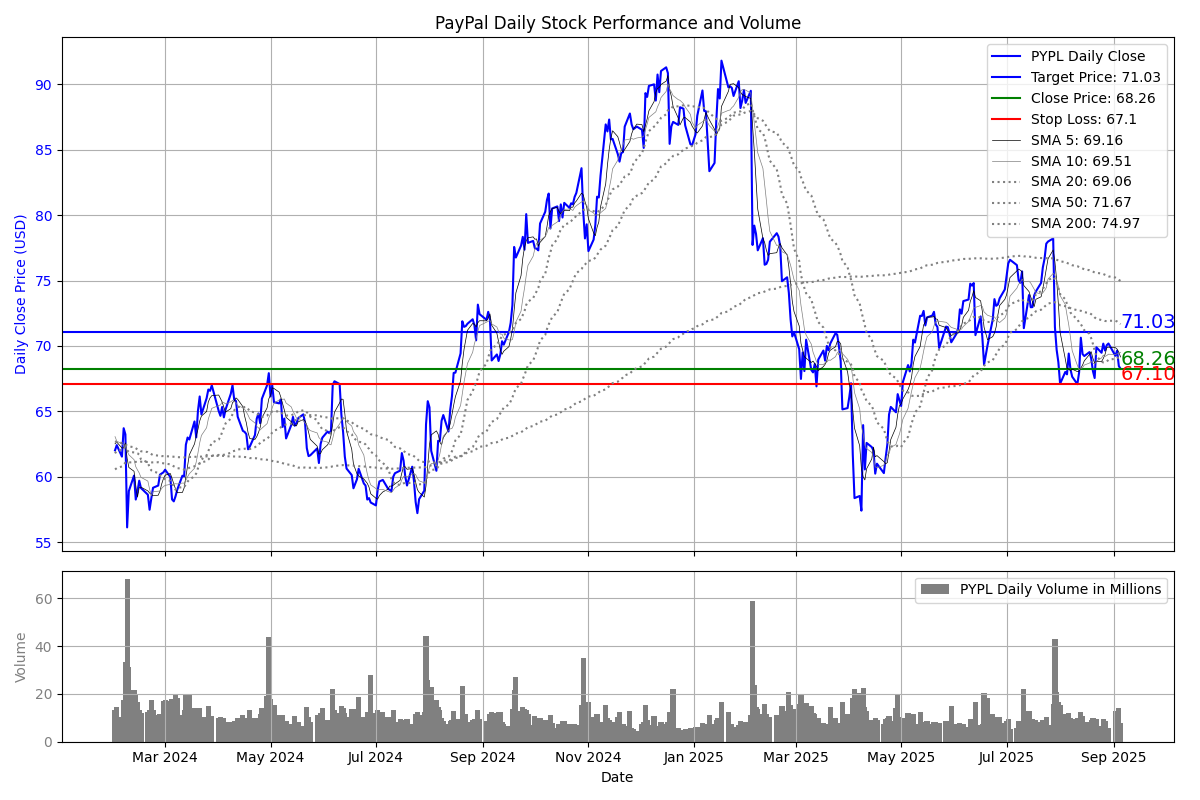 PayPal Daily Stock Performance and Volume
Daily Close Price (USD)
90
85
80
75
70
65
60
55
PYPL Daily Close
Target Price: 71.03
Close Price: 68.26
Stop Loss: 67.1
SMA 5: 69.16
SMA 10: 69.51
SMA 20: 69.06
SMA 50: 71.67
SMA 200: 74.97
71.03
68.26
67.10
Volume
60
40
20
0
PYPL Daily Volume in Millions
Mar 2024 May 2024 Jul 2024 Sep 2024 Nov 2024 Jan 2025 Mar 2025 May 2025 Jul 2025 Sep 2025
Date